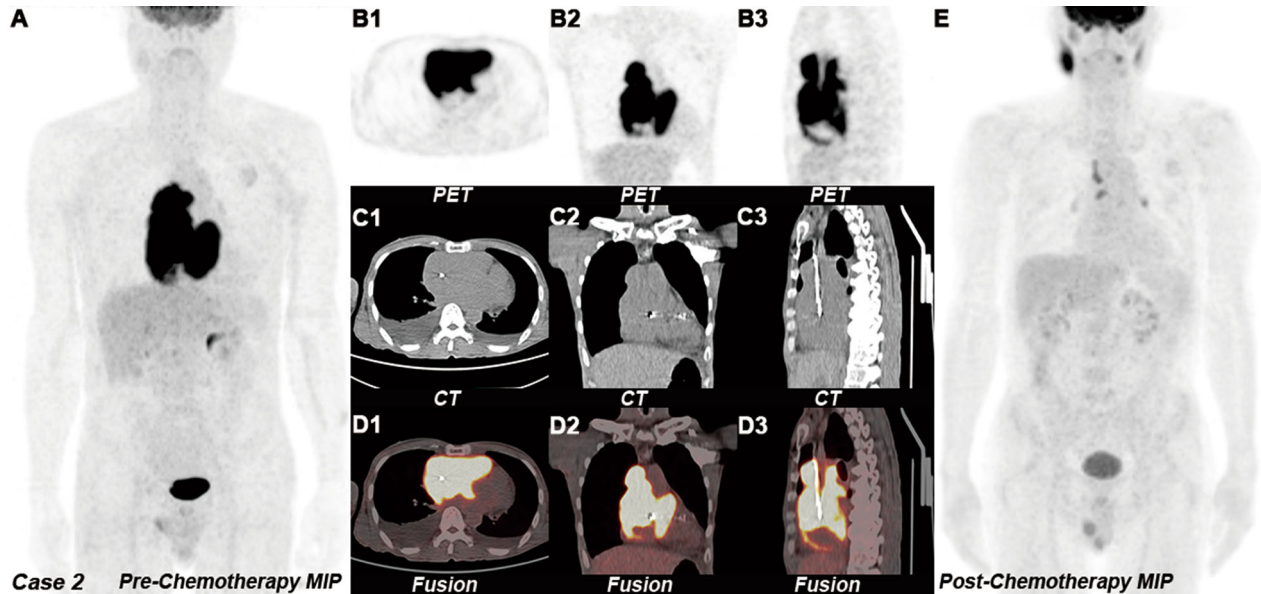 A B1 B2 B3 E
PET PET PET
C1 C2 C3
CT CT CT
D1 D2 D3
Case 2 Pre-Chemotherapy MIP Fusion Fusion Fusion Post-Chemotherapy MIP